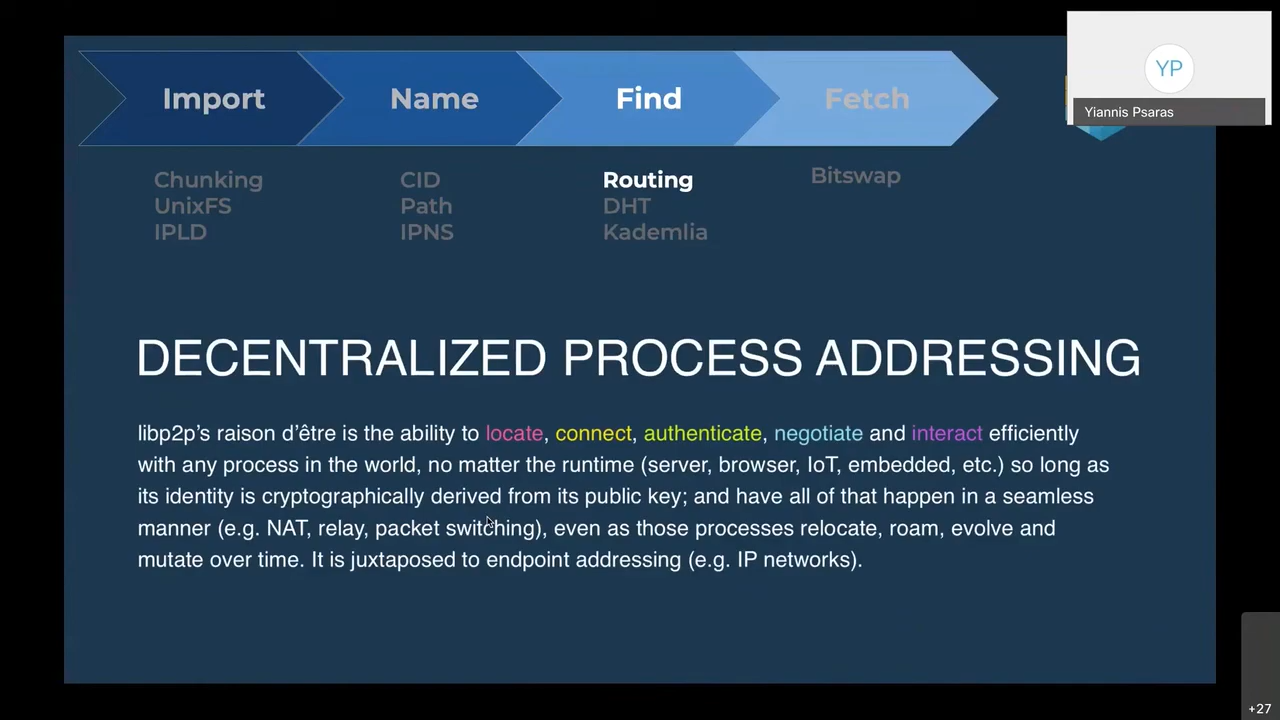 Import
Name
Find
Fetch
YP
Yiannis Psaras
Chunking
UnixFS
IPLD
CID
Path
IPNS
Routing
DHT
Kademlia
Bitswap
DECENTRALIZED PROCESS ADDRESSING
libp2p’s raison d’être is the ability to locate, connect, authenticate, negotiate and interact efficiently
with any process in the world, no matter the runtime (server, browser, IoT, embedded, etc.) so long as
its identity is cryptographically derived from its public key; and have all of that happen in a seamless
manner (e.g. NAT, relay, packet switching), even as those processes relocate, roam, evolve and
mutate over time. It is juxtaposed to endpoint addressing (e.g. IP networks).
+27